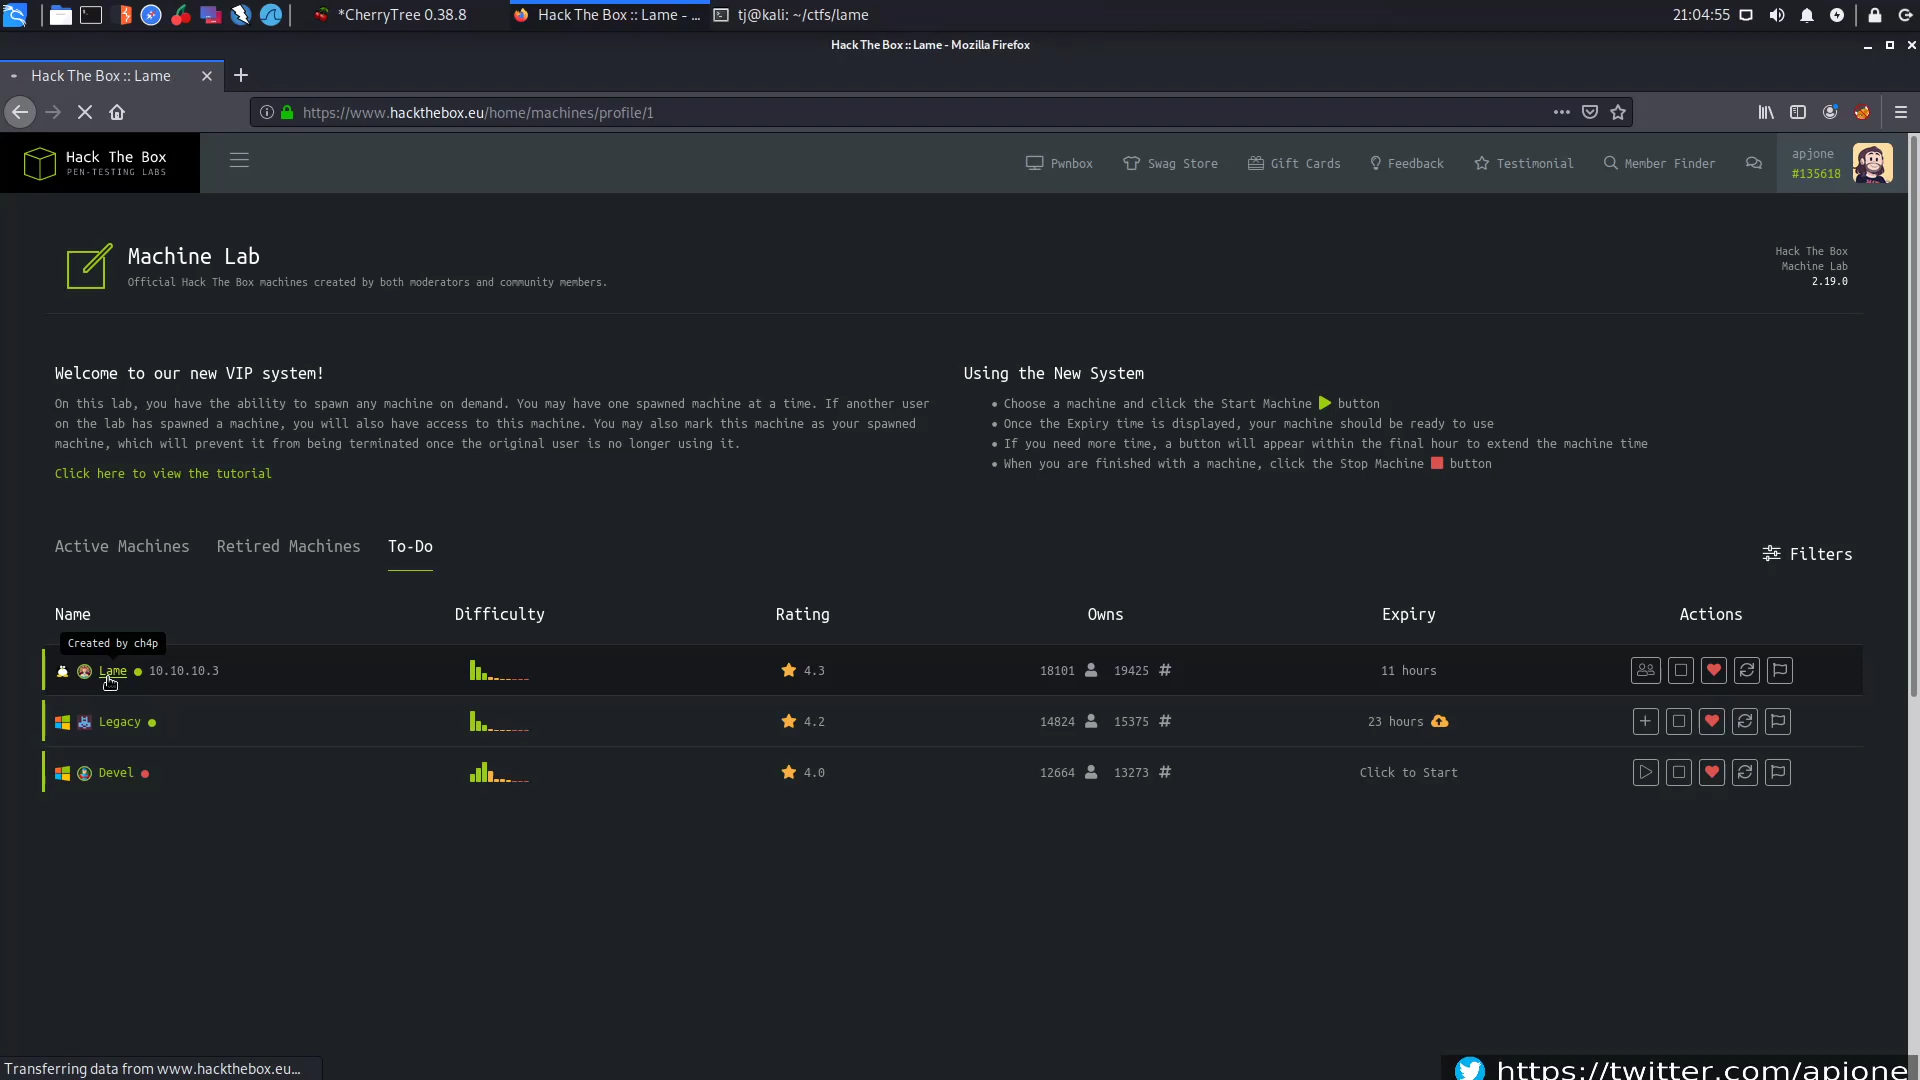 *CherryTree 0.38.8
Hack The Box :: Lame - ...
tj@kali: ~/ctfs/lame
21:04:55
Hack The Box :: Lame - Mozilla Firefox
Hack The Box :: Lame
https://www.hackthebox.eu/home/machines/profile/1
Hack The Box
PEN-TESTING LABS
Pwnbox
Swag Store
Gift Cards
Feedback
Testimonial
Member Finder
apjone
#135618
Machine Lab
Official Hack The Box machines created by both moderators and community members.
Hack The Box
Machine Lab
2.19.0
Welcome to our new VIP system!
On this lab, you have the ability to spawn any machine on demand. You may have one spawned machine at a time. If another user
on the lab has spawned a machine, you will also have access to this machine. You may also mark this machine as your spawned
machine, which will prevent it from being terminated once the original user is no longer using it.
Click here to view the tutorial
Using the New System
Choose a machine and click the Start Machine button
Once the Expiry time is displayed, your machine should be ready to use
If you need more time, a button will appear within the final hour to extend the machine time
When you are finished with a machine, click the Stop Machine button
Active Machines
Retired Machines
To-Do
Filters
Name
Difficulty
Rating
Owns
Expiry
Actions
Created by ch4p
Lame 10.10.10.3 4.3 18101 19425 # 11 hours
Legacy 4.2 14824 15375 # 23 hours
Devel 4.0 12664 13273 # Click to Start
Transferring data from www.hackthebox.eu...
https://twitter.com/apjone